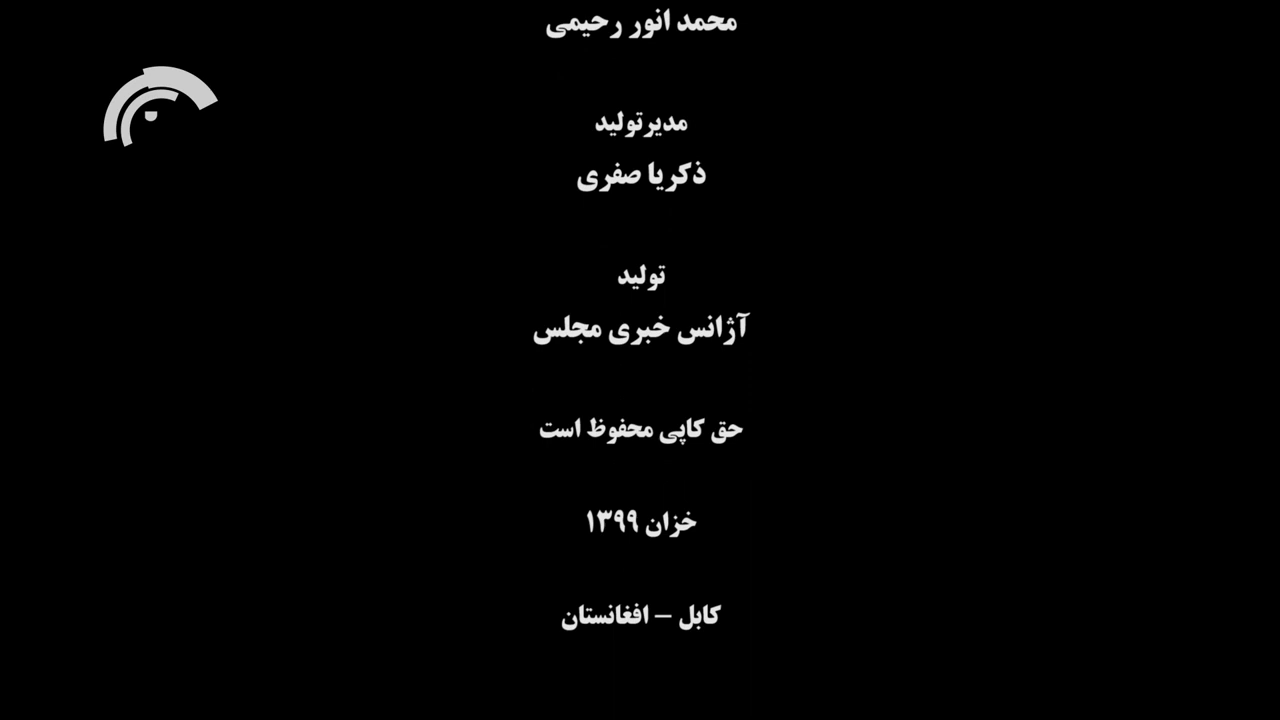 محمد انور رحیمی
مدیرتولید
ذکریا صفری
تولید
آژانس خبری مجلس
حق کاپی محفوظ است
خزان ۱۳۹۹
کابل – افغانستان